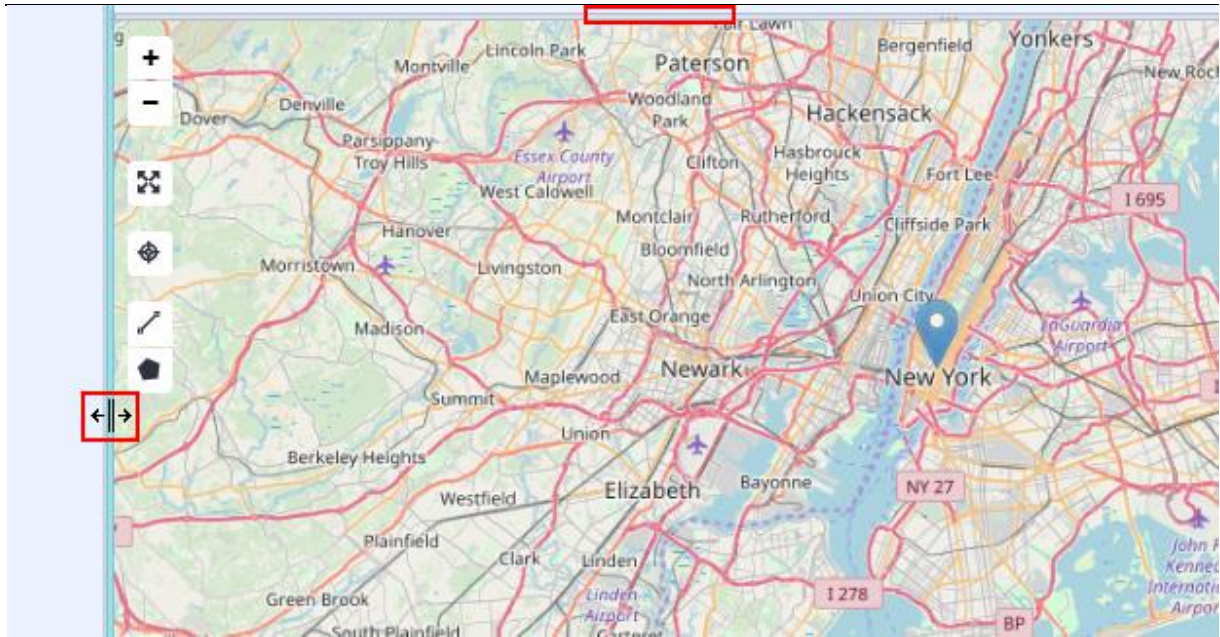 9
Fair Lawn
Yonkers
Lincoln Park
Bergenfield
+
Montville
Paterson
New Roch
−
Denville
Woodland
Park
Hackensack
Dover
Parsippany-
Troy Hills
Essex County
Airport
Clifton
Hasbrouck
Heights
Fort Lee
West Caldwell
I 695
Montclair
Rutherford
Cliffside Park
Hanover
Bloomfield
Morristown
Livingston
North Arlington
Union City
East Orange
Madison
LaGuardia
Airport
Newark
Maplewood
New York
Summit
Union
Berkeley Heights
Westfield
Elizabeth
Bayonne
NY 27
Plainfield
Clark
Linden
John F
Kenned
Internatio
Airpor
Green Brook
Linden
Airport
I 278
South Plainfield
Carteret
BP